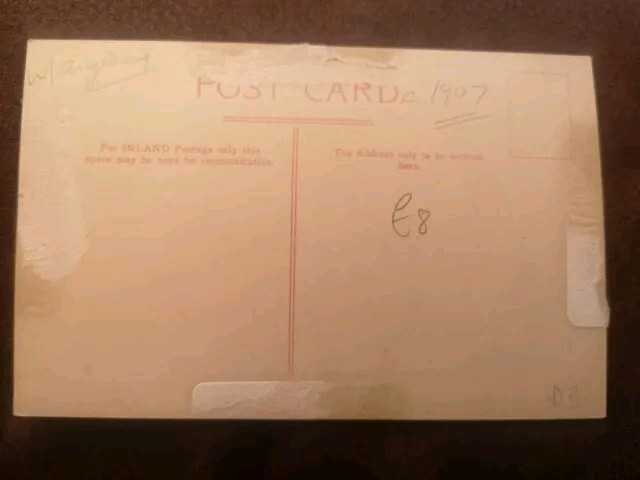 POST CARD c 1907
For INLAND Postage only this
space may be used for communication.
The Address only to be written
here.
£8
D2